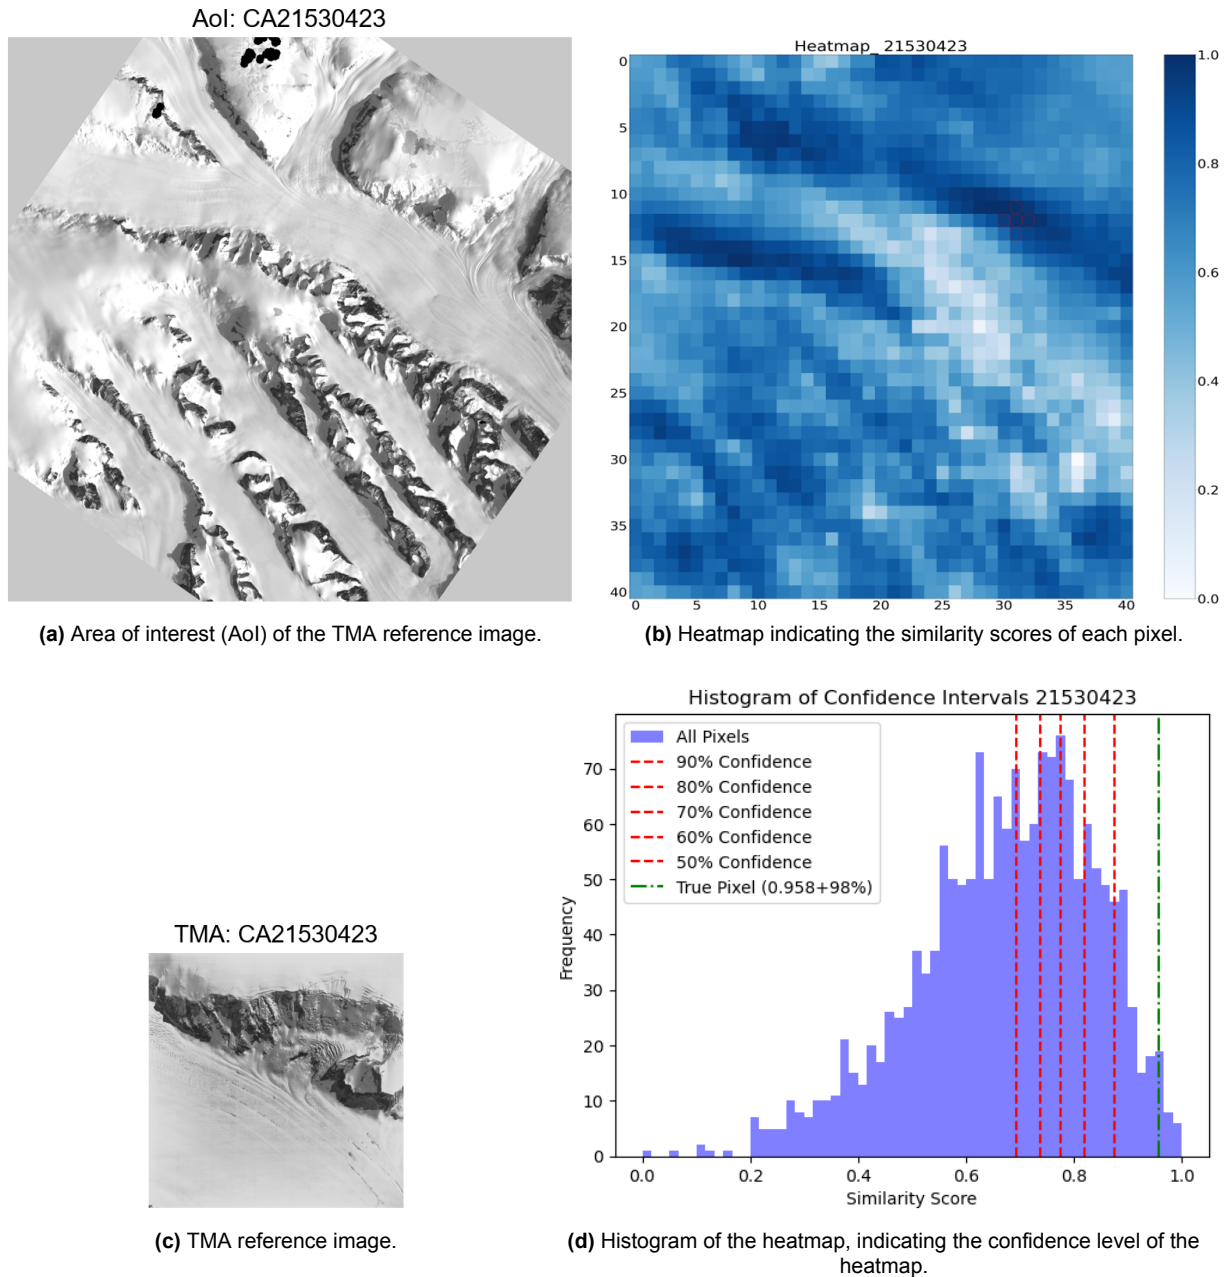 AoI: CA21530423
Heatmap_ 21530423
0
5
10
15
20
25
30
35
40
0 5 10 15 20 25 30 35 40
1.0
0.8
0.6
0.4
0.2
0.0
(a) Area of interest (AoI) of the TMA reference image.
(b) Heatmap indicating the similarity scores of each pixel.
TMA: CA21530423
(c) TMA reference image.
Histogram of Confidence Intervals 21530423
All Pixels
90% Confidence
80% Confidence
70% Confidence
60% Confidence
50% Confidence
True Pixel (0.958+98%)
Frequency
70
60
50
40
30
20
10
0
0.0 0.2 0.4 0.6 0.8 1.0
Similarity Score
(d) Histogram of the heatmap, indicating the confidence level of the
heatmap.